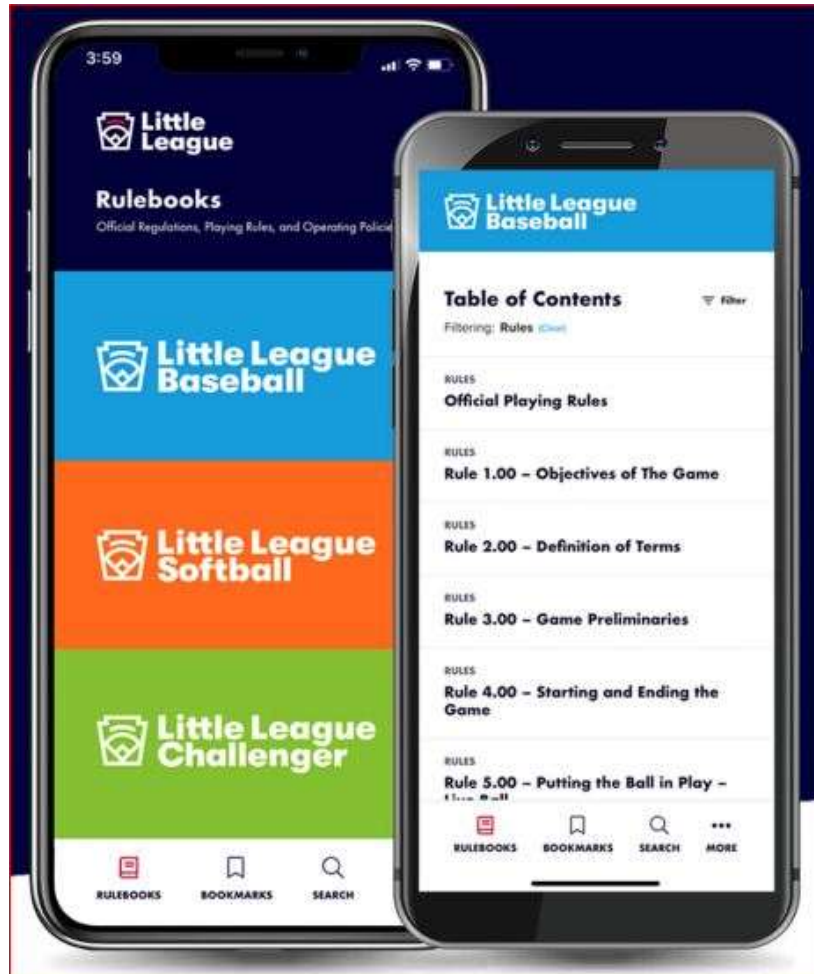 3:59
Little
League
Rulebooks
Official Regulations, Playing Rules, and Operating Policie
Little League
Baseball
Little League
Softball
Little League
Challenger
RULEBOOKS BOOKMARKS SEARCH
Little League
Baseball
Table of Contents
Filter
Filtering: Rules (Clear)
RULES
Official Playing Rules
RULES
Rule 1.00 – Objectives of The Game
RULES
Rule 2.00 – Definition of Terms
RULES
Rule 3.00 – Game Preliminaries
RULES
Rule 4.00 – Starting and Ending the
Game
RULES
Rule 5.00 – Putting the Ball in Play –
Live Ball
RULEBOOKS BOOKMARKS SEARCH MORE